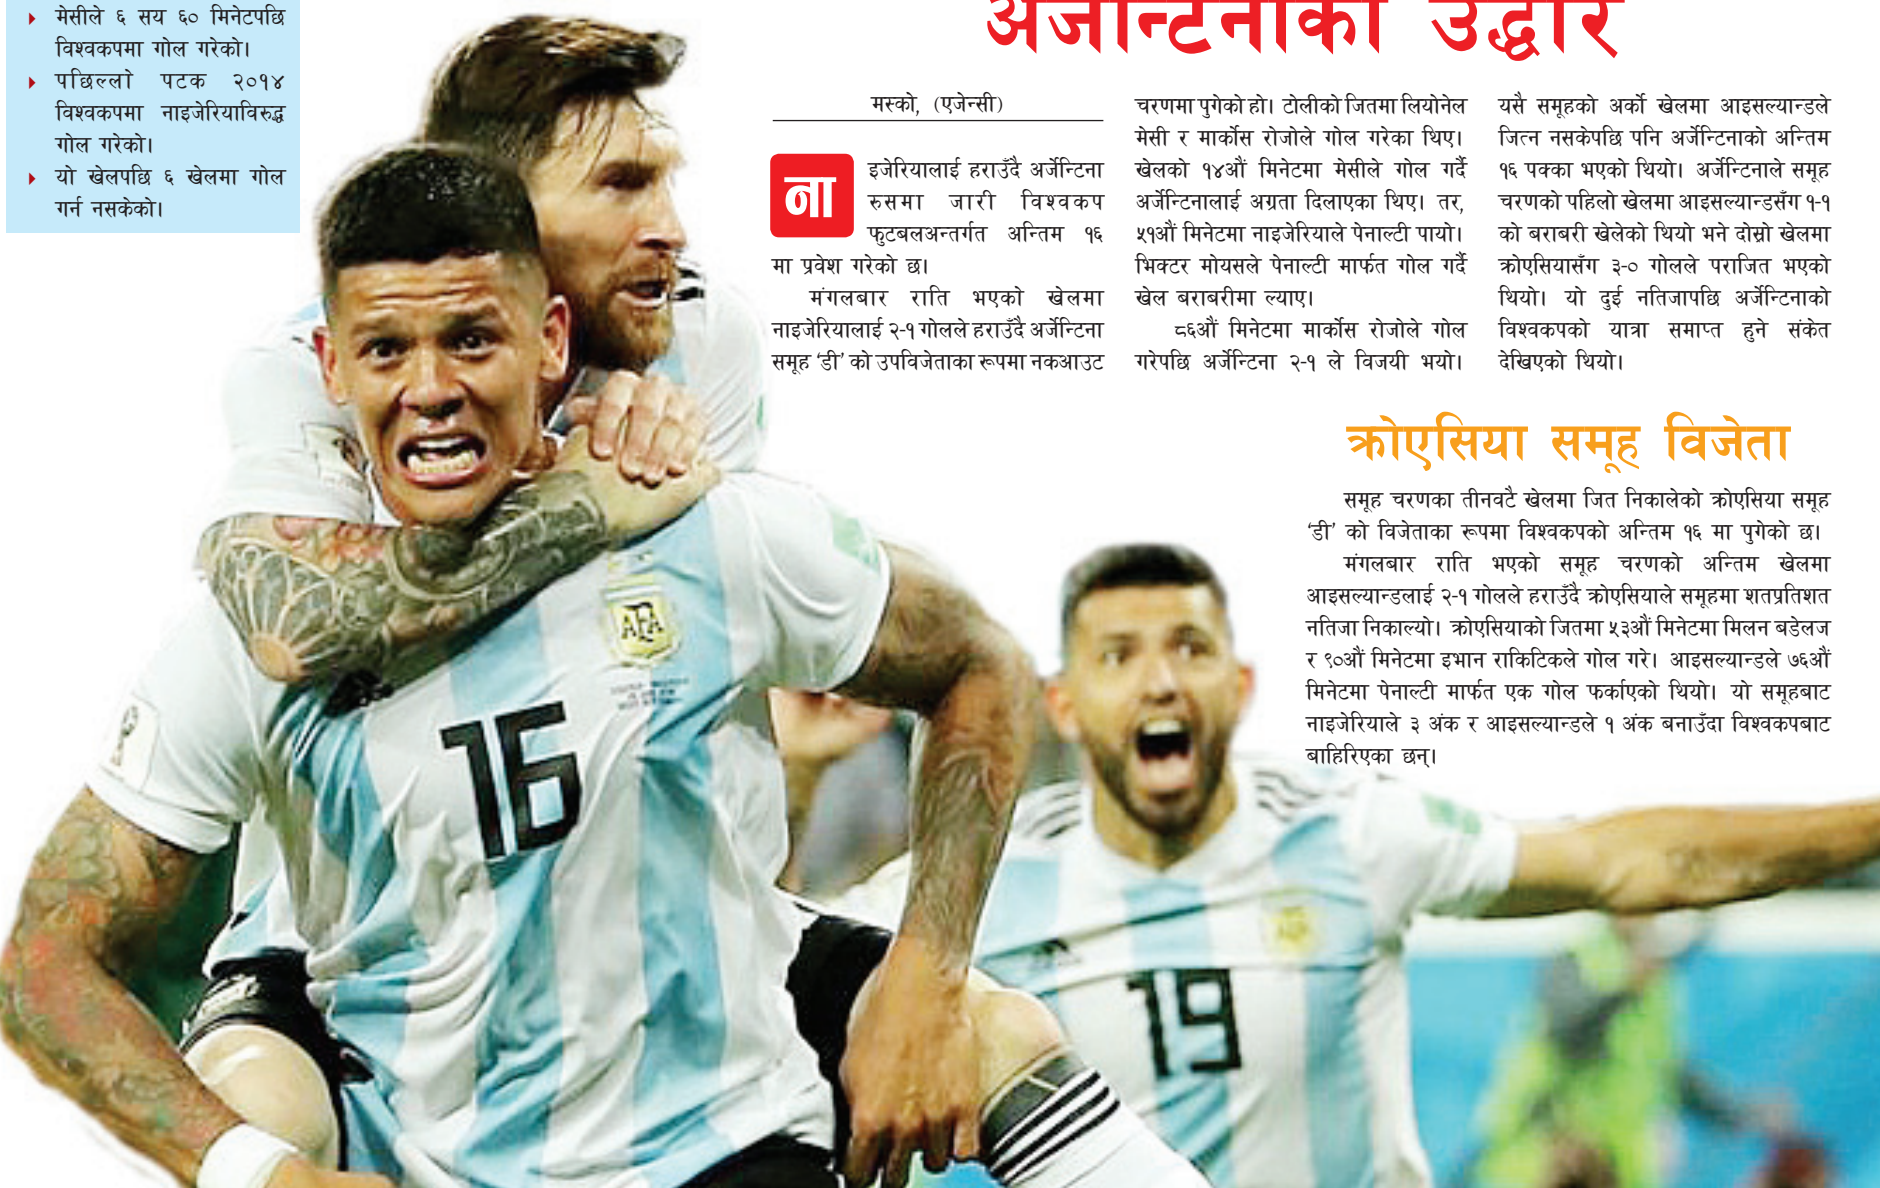 मेसीले ६ सय ६० मिनेटपछि
विश्वकपमा गोल गरेको।
पछिल्लो पटक २०१४
विश्वकपमा नाइजेरियाविरुद्ध
गोल गरेको।
यो खेलपछि ६ खेलमा गोल
गर्न नसकेको।
अर्जेन्टिनाको उद्धार
मस्को, (एजेन्सी)
नाइजेरियालाई हराउँदै अर्जेन्टिना
रुसमा जारी विश्वकप
फुटबलअन्तर्गत अन्तिम १६
मा प्रवेश गरेको छ।
मंगलबार राति भएको खेलमा
नाइजेरियालाई २-१ गोलले हराउँदै अर्जेन्टिना
समूह ‘डी’ को उपविजेताका रूपमा नकआउट
चरणमा पुगेको हो। टोलीको जितमा लियोनेल
मेसी र मार्कोस रोजोले गोल गरेका थिए।
खेलको १४औं मिनेटमा मेसीले गोल गर्दै
अर्जेन्टिनालाई अग्रता दिलाएका थिए। तर,
५१औं मिनेटमा नाइजेरियाले पेनाल्टी पायो।
भिक्टर मोयसले पेनाल्टी मार्फत गोल गर्दै
खेल बराबरीमा ल्याए।
८६औं मिनेटमा मार्कोस रोजोले गोल
गरेपछि अर्जेन्टिना २-१ ले विजयी भयो।
यसै समूहको अर्को खेलमा आइसल्यान्डले
जित्न नसकेपछि पनि अर्जेन्टिनाको अन्तिम
१६ पक्का भएको थियो। अर्जेन्टिनाले समूह
चरणको पहिलो खेलमा आइसल्यान्डसँग १-१
को बराबरी खेलेको थियो भने दोस्रो खेलमा
क्रोएसियासँग ३-० गोलले पराजित भएको
थियो। यो दुई नतिजापछि अर्जेन्टिनाको
विश्वकपको यात्रा समाप्त हुने संकेत
देखिएको थियो।
क्रोएसिया समूह विजेता
समूह चरणका तीनवटै खेलमा जित निकालेको क्रोएसिया समूह
‘डी’ को विजेताका रूपमा विश्वकपको अन्तिम १६ मा पुगेको छ।
मंगलबार राति भएको समूह चरणको अन्तिम खेलमा
आइसल्यान्डलाई २-१ गोलले हराउँदै क्रोएसियाले समूहमा शतप्रतिशत
नतिजा निकाल्यो। क्रोएसियाको जितमा ५३औं मिनेटमा मिलन बडेलज
र ९०औं मिनेटमा इभान राकिटिकले गोल गरे। आइसल्यान्डले ७६औं
मिनेटमा पेनाल्टी मार्फत एक गोल फर्काएको थियो। यो समूहबाट
नाइजेरियाले ३ अंक र आइसल्यान्डले १ अंक बनाउँदा विश्वकपबाट
बाहिरिएका छन्।
AFA
16
19